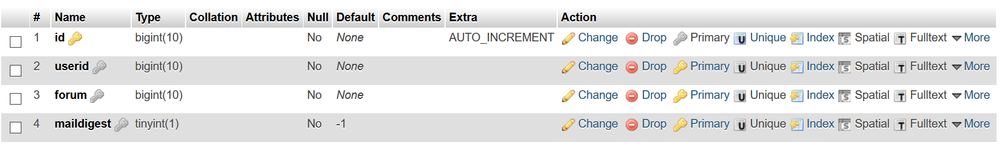 # Name Type Collation Attributes Null Default Comments Extra Action
1 id bigint(10) No None AUTO_INCREMENT Change Drop Primary Unique Index Spatial Fulltext More
2 userid bigint(10) No None Change Drop Primary Unique Index Spatial Fulltext More
3 forum bigint(10) No None Change Drop Primary Unique Index Spatial Fulltext More
4 maildigest tinyint(1) No -1 Change Drop Primary Unique Index Spatial Fulltext More